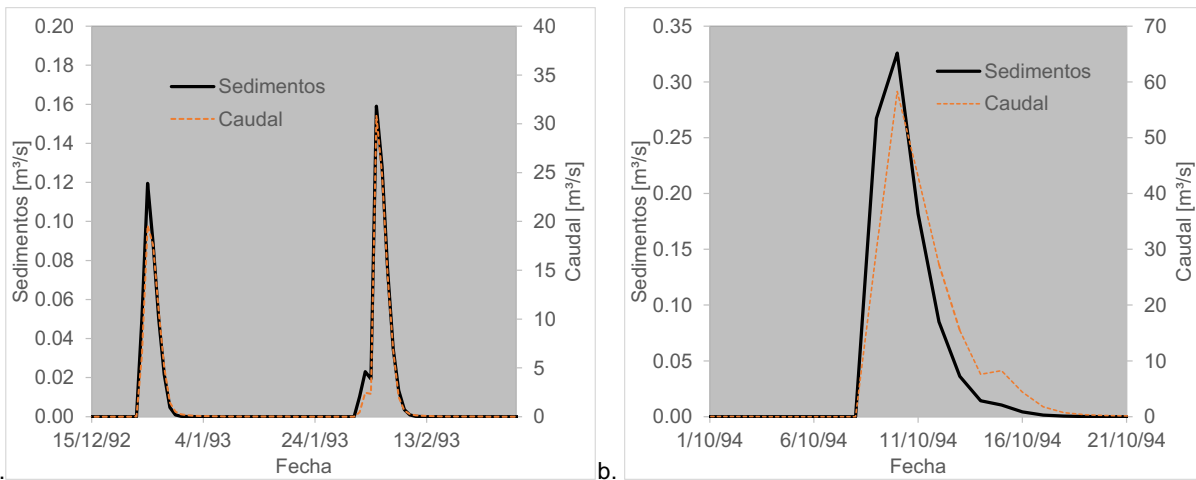 0.20
0.18
0.16
0.14
0.12
0.10
0.08
0.06
0.04
0.02
0.00
Sedimentos [m³/s]
Sedimentos
Caudal
40
35
30
25
20
15
10
5
0
Caudal [m³/s]
15/12/92 4/1/93 24/1/93 13/2/93
Fecha
.
b.
0.35
0.30
0.25
0.20
0.15
0.10
0.05
0.00
Sedimentos [m³/s]
Sedimentos
Caudal
70
60
50
40
30
20
10
0
Caudal [m³/s]
1/10/94 6/10/94 11/10/94 16/10/94 21/10/94
Fecha